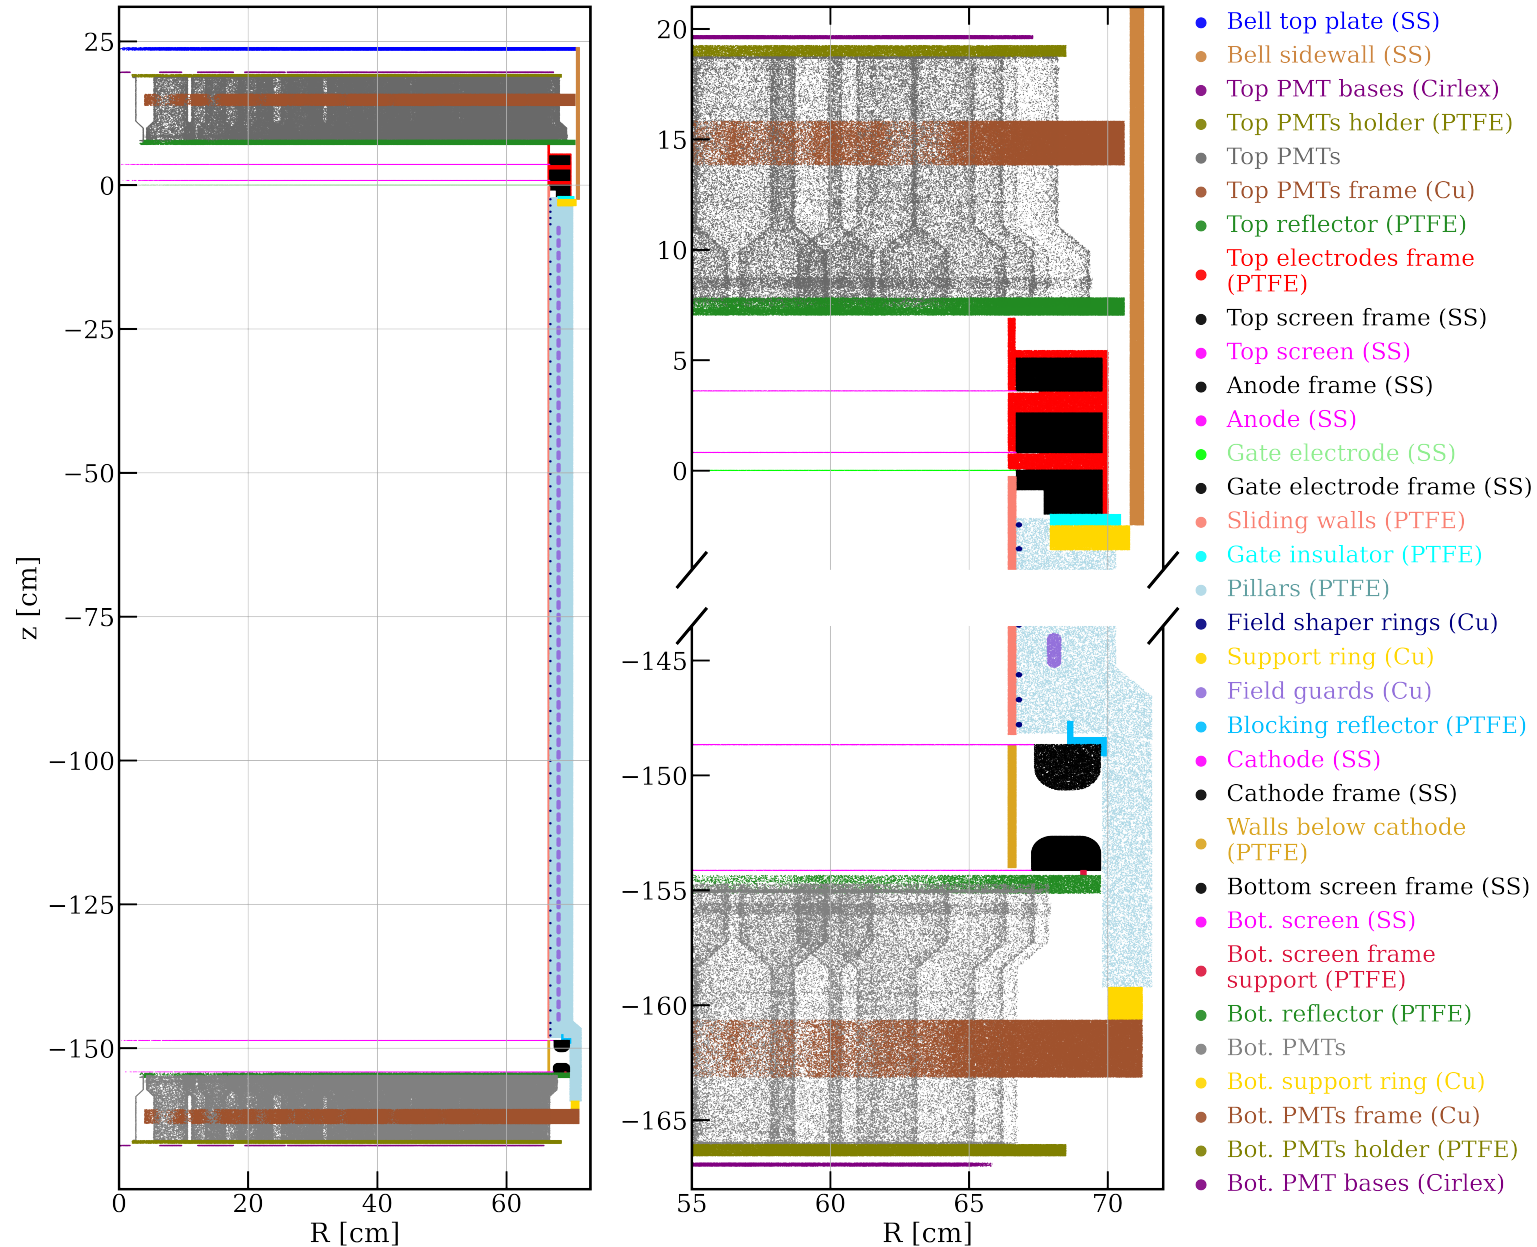 25
0
−25
−50
−75
−100
−125
−150
z [cm]
0
20
40
60
R [cm]
20
15
10
5
0
−145
−150
−155
−160
−165
55
60
65
70
R [cm]
Bell top plate (SS)
Bell sidewall (SS)
Top PMT bases (Cirlex)
Top PMTs holder (PTFE)
Top PMTs
Top PMTs frame (Cu)
Top reflector (PTFE)
Top electrodes frame
(PTFE)
Top screen frame (SS)
Top screen (SS)
Anode frame (SS)
Anode (SS)
Gate electrode (SS)
Gate electrode frame (SS)
Sliding walls (PTFE)
Gate insulator (PTFE)
Pillars (PTFE)
Field shaper rings (Cu)
Support ring (Cu)
Field guards (Cu)
Blocking reflector (PTFE)
Cathode (SS)
Cathode frame (SS)
Walls below cathode
(PTFE)
Bottom screen frame (SS)
Bot. screen (SS)
Bot. screen frame
support (PTFE)
Bot. reflector (PTFE)
Bot. PMTs
Bot. support ring (Cu)
Bot. PMTs frame (Cu)
Bot. PMTs holder (PTFE)
Bot. PMT bases (Cirlex)